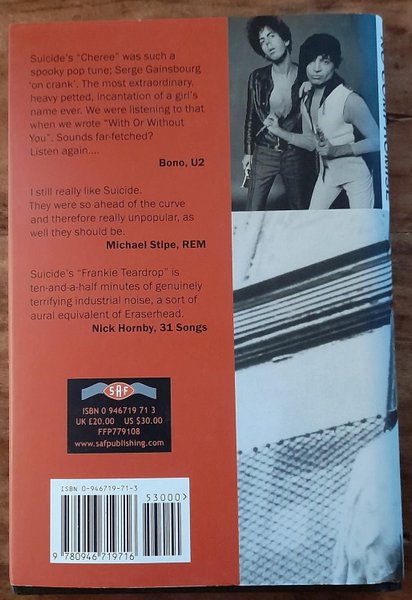 Suicide's "Cheree" was such a
spooky pop tune; Serge Gainsbourg
'on crank'. The most extraordinary,
heavy petted, incantation of a girl's
name ever. We were listening to that
when we wrote "With Or Without
You". Sounds far-fetched?
Listen again....
Bono, U2
I still really like Suicide.
They were so ahead of the curve
and therefore really unpopular, as
well they should be.
Michael Stipe, REM
Suicide's "Frankie Teardrop" is
ten-and-a-half minutes of genuinely
terrifying industrial noise, a sort of
aural equivalent of Eraserhead.
Nick Hornby, 31 Songs
SAF
ISBN 0 946719 71 3
UK £20.00 US $30.00
FFP779108
www.safpublishing.com
ISBN 0-946719-71-3
53000>
9 780946 719716
NO COMPROMISE